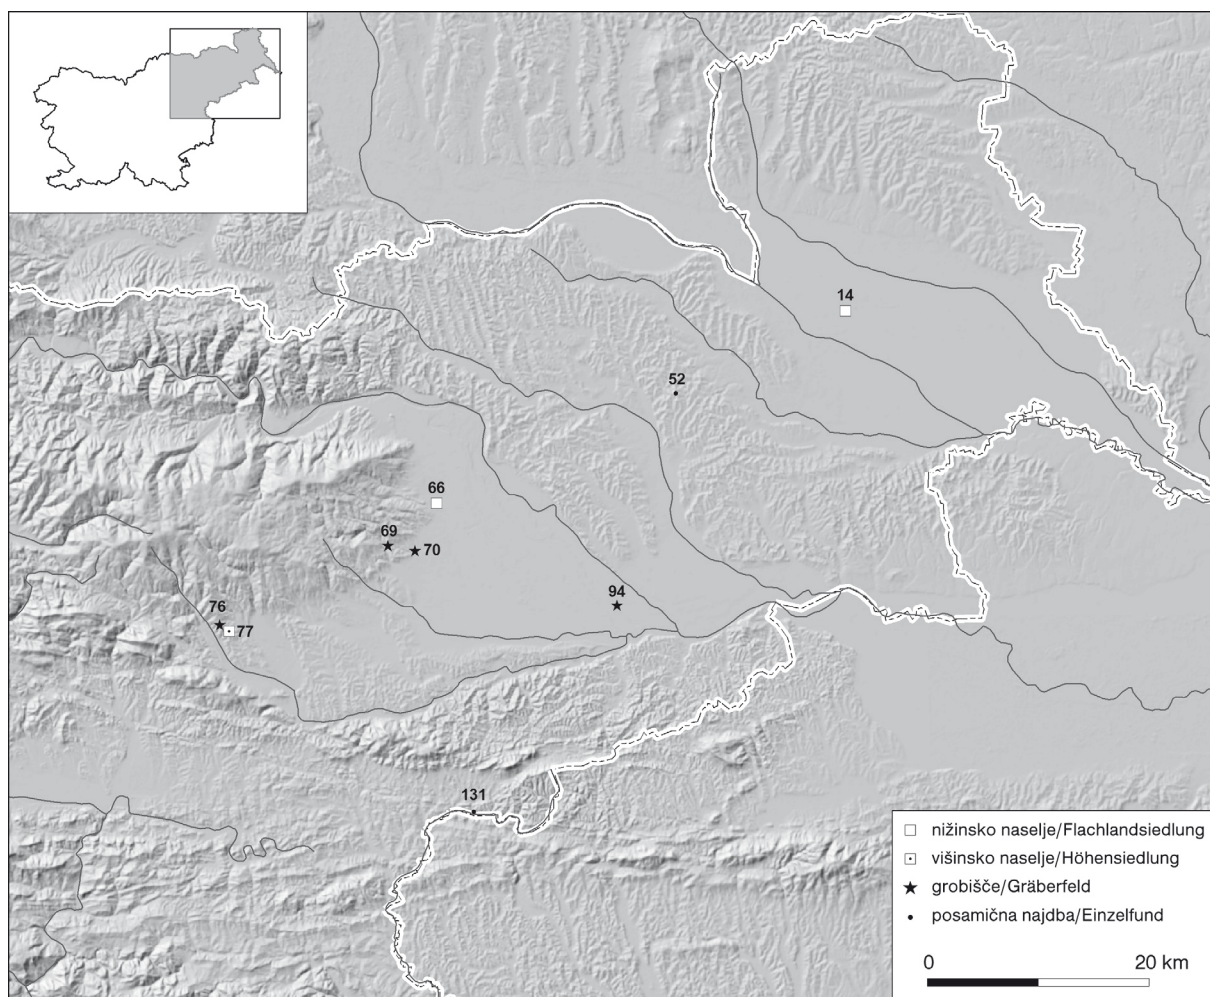 14
52
66
69
70
94
76
77
131
nižinsko naselje/Flachlandsiedlung
višinsko naselje/Höhensiedlung
grobišče/Gräberfeld
posamična najdba/Einzelfund
0 20 km